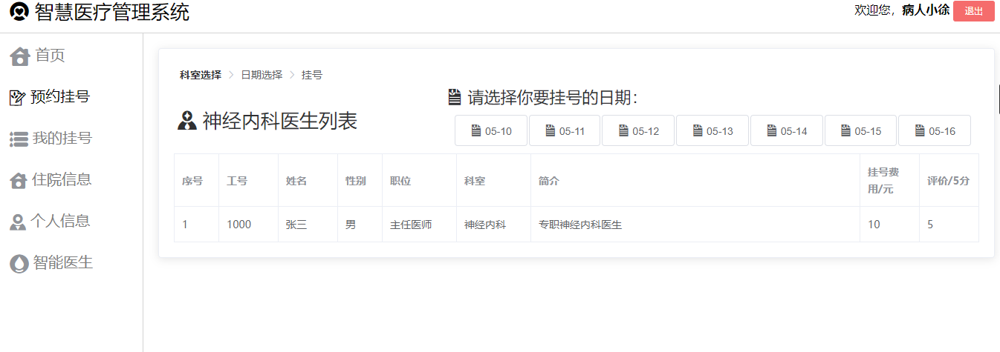 智慧医疗管理系统
欢迎您，病人小徐 退出
首页
预约挂号
我的挂号
住院信息
个人信息
智能医生
科室选择 > 日期选择 > 挂号
神经内科医生列表
请选择你要挂号的日期：
05-10 05-11 05-12 05-13 05-14 05-15 05-16
序号 工号 姓名 性别 职位 科室 简介 挂号费用/元 评价/5分
1 1000 张三 男 主任医师 神经内科 专职神经内科医生 10 5